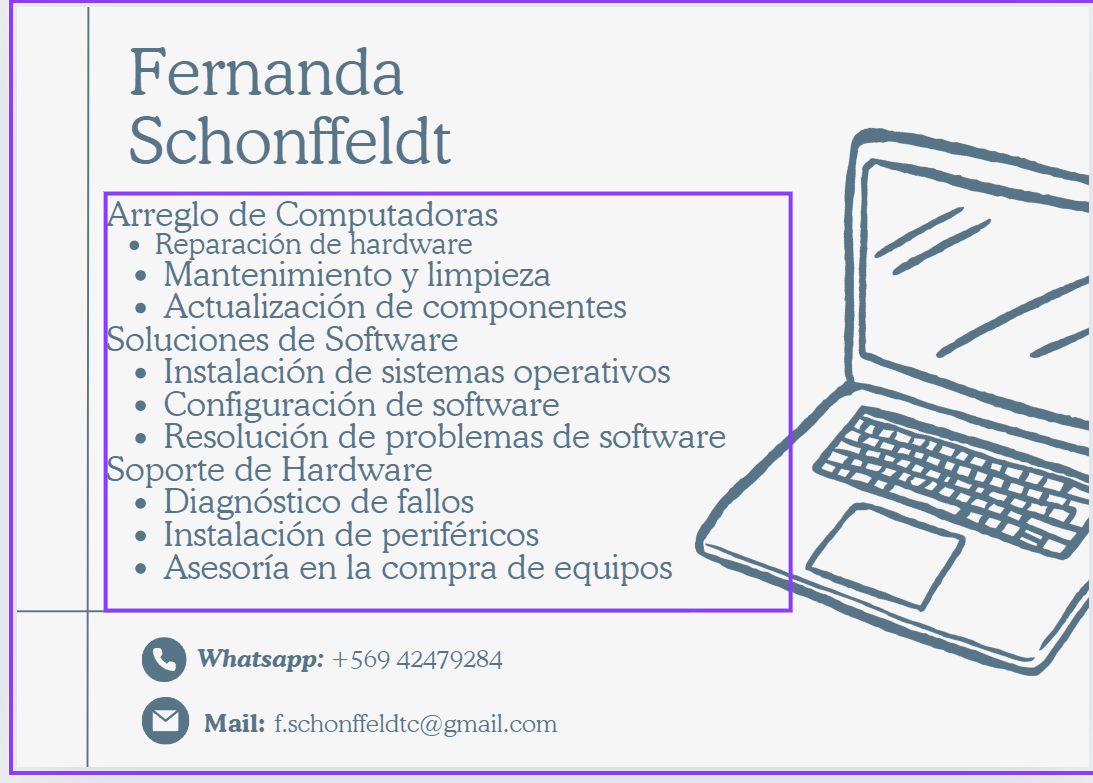 Fernanda
Schonffeldt
Arreglo de Computadoras
• Reparación de hardware
• Mantenimiento y limpieza
• Actualización de componentes
Soluciones de Software
• Instalación de sistemas operativos
• Configuración de software
• Resolución de problemas de software
Soporte de Hardware
• Diagnóstico de fallos
• Instalación de periféricos
• Asesoría en la compra de equipos
Whatsapp: +569 42479284
Mail: f.schonffeldtc@gmail.com